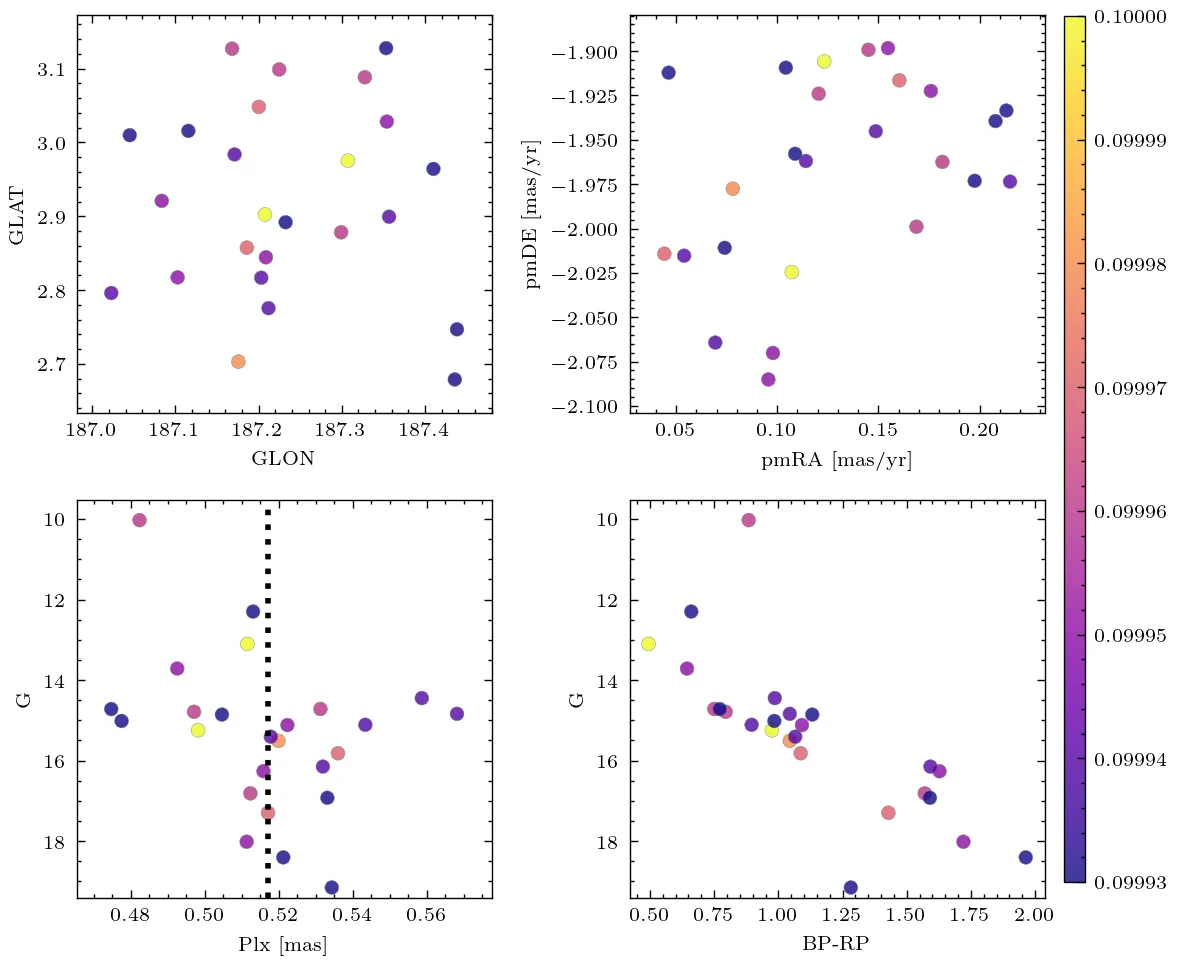 3.1
3.0
2.9
2.8
2.7
GLAT
187.0 187.1 187.2 187.3 187.4
GLON
−1.900
−1.925
−1.950
−1.975
−2.000
−2.025
−2.050
−2.075
−2.100
pmDE [mas/yr]
0.05 0.10 0.15 0.20
pmRA [mas/yr]
0.10000
0.09999
0.09998
0.09997
0.09996
0.09995
0.09994
0.09993
10
12
14
16
18
G
0.48 0.50 0.52 0.54 0.56
Plx [mas]
10
12
14
16
18
G
0.50 0.75 1.00 1.25 1.50 1.75 2.00
BP-RP